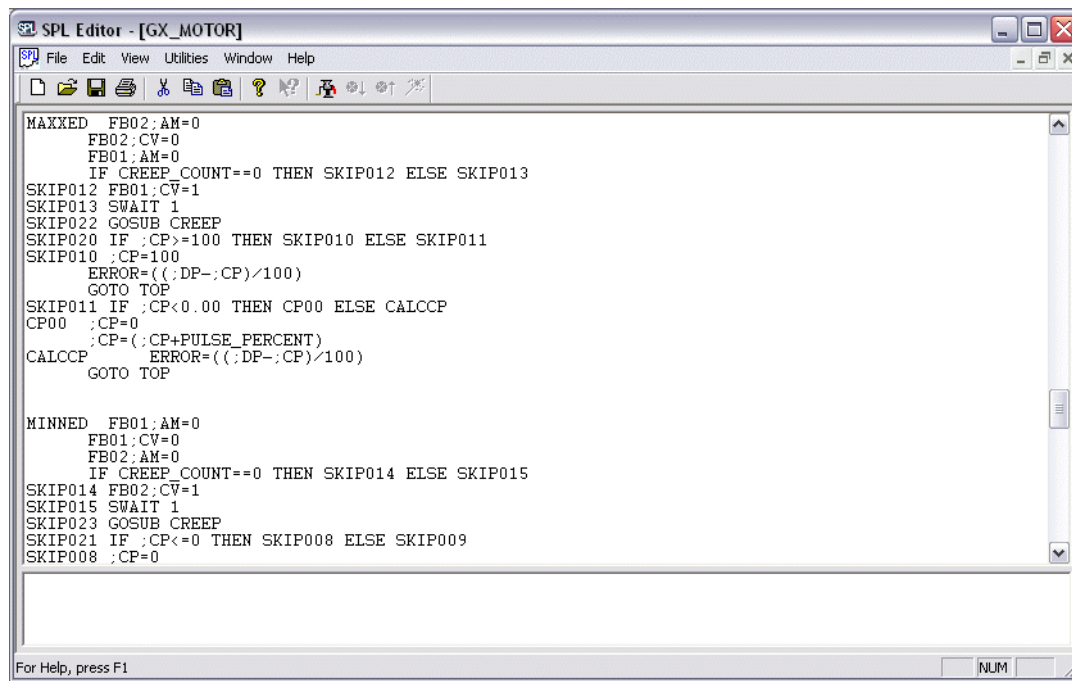 SPL Editor - [GX_MOTOR]
SPL File Edit View Utilities Window Help
MAXXED FB02;AM=0
FB02;CV=0
FB01;AM=0
IF CREEP_COUNT==0 THEN SKIP012 ELSE SKIP013
SKIP012 FB01;CV=1
SKIP013 SWAIT 1
SKIP022 GOSUB CREEP
SKIP020 IF ;CP>=100 THEN SKIP010 ELSE SKIP011
SKIP010 ;CP=100
ERROR=((;DP-;CP)/100)
GOTO TOP
SKIP011 IF ;CP<0.00 THEN CP00 ELSE CALCCP
CP00 ;CP=0
;CP=(;CP+PULSE_PERCENT)
CALCCP ERROR=((;DP-;CP)/100)
GOTO TOP
MINNED FB01;AM=0
FB01;CV=0
FB02;AM=0
IF CREEP_COUNT==0 THEN SKIP014 ELSE SKIP015
SKIP014 FB02;CV=1
SKIP015 SWAIT 1
SKIP023 GOSUB CREEP
SKIP021 IF ;CP<=0 THEN SKIP008 ELSE SKIP009
SKIP008 ;CP=0
For Help, press F1 NUM